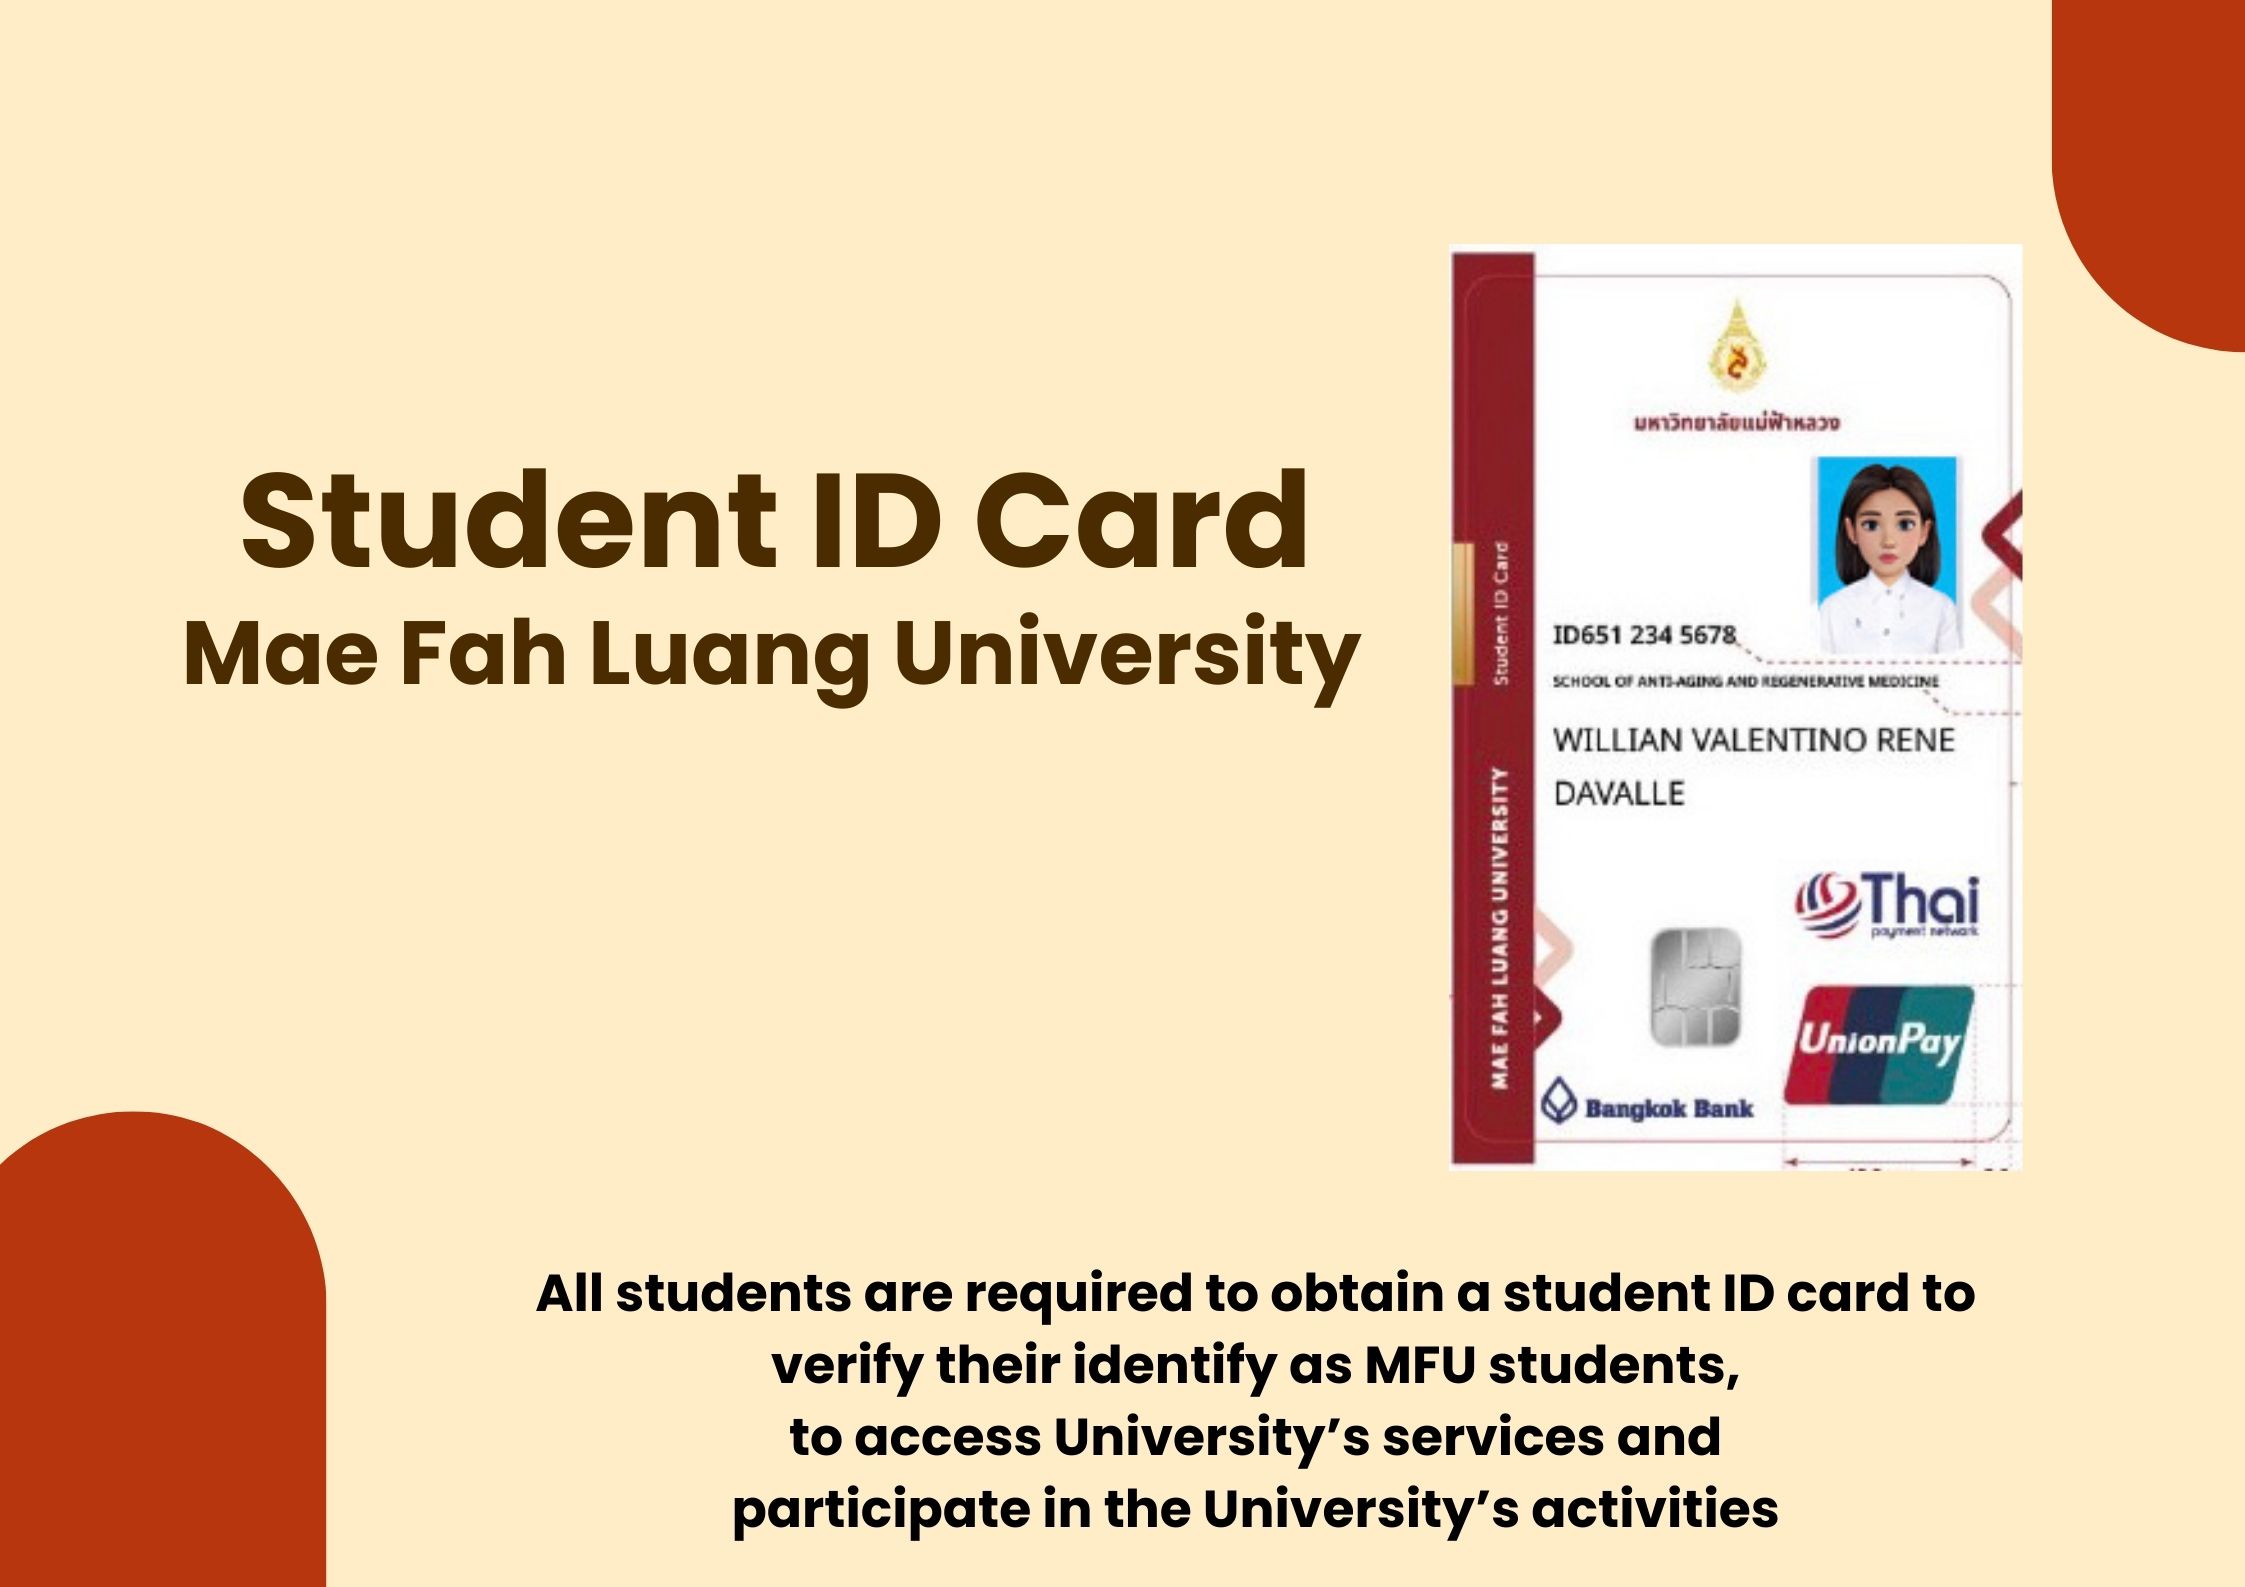 Student ID Card
Mae Fah Luang University
มหาวิทยาลัยแม่ฟ้าหลวง
Student ID Card
MAE FAH LUANG UNIVERSITY
ID651 234 5678
SCHOOL OF ANTI-AGING AND REGENERATIVE MEDICINE
WILLIAN VALENTINO RENE
DAVALLE
Thai
payment network
UnionPay
Bangkok Bank
All students are required to obtain a student ID card to
verify their identify as MFU students,
to access University’s services and
participate in the University’s activities